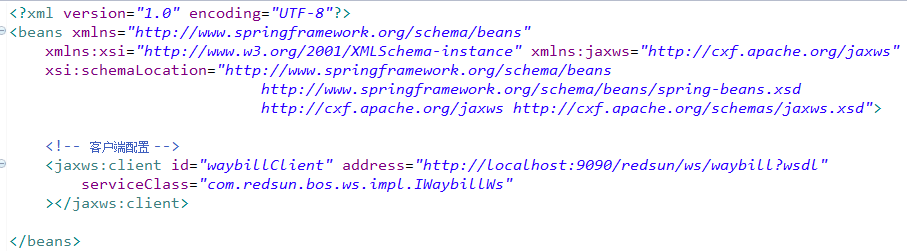 <?xml version="1.0" encoding="UTF-8"?>
<beans xmlns="http://www.springframework.org/schema/beans"
    xmlns:xsi="http://www.w3.org/2001/XMLSchema-instance" xmlns:jaxws="http://cxf.apache.org/jaxws"
    xsi:schemaLocation="http://www.springframework.org/schema/beans
                            http://www.springframework.org/schema/beans/spring-beans.xsd
                            http://cxf.apache.org/jaxws http://cxf.apache.org/schemas/jaxws.xsd">
    <!-- 客户端配置 -->
    <jaxws:client id="waybillClient" address="http://localhost:9090/redsun/ws/waybill?wsdl"
        serviceClass="com.redsun.bos.ws.impl.IWaybillWs"
    ></jaxws:client>
</beans>